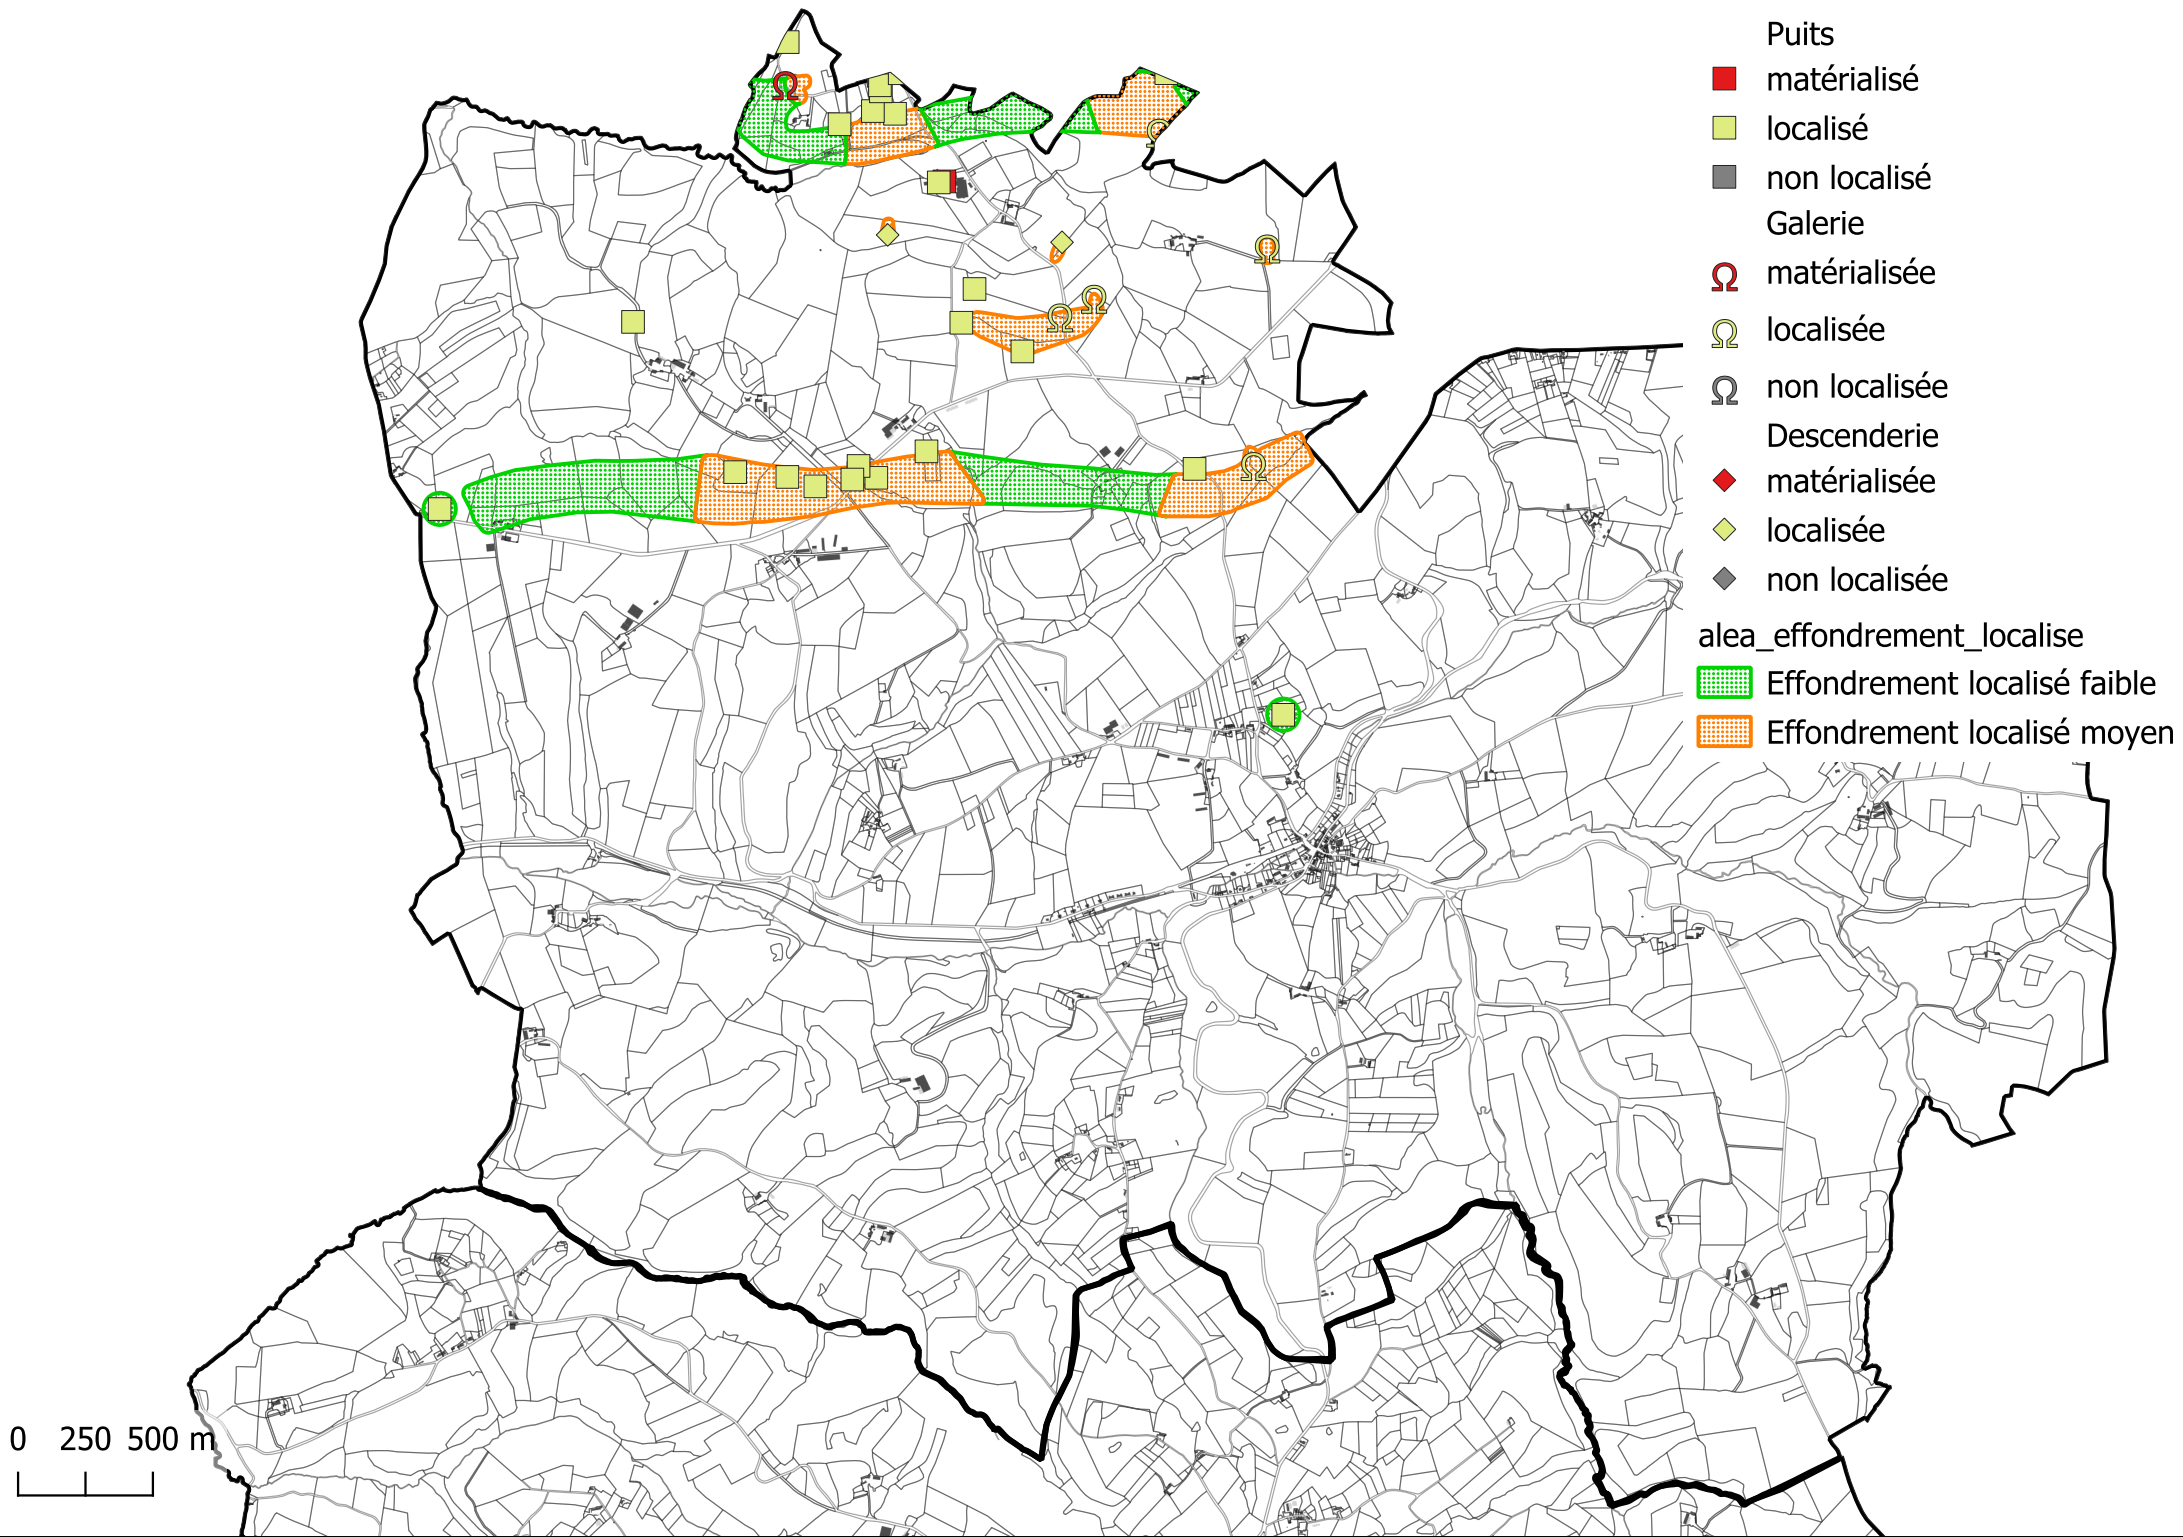 Puits
matérialisé
localisé
non localisé
Galerie
matérialisée
localisée
non localisée
Descenderie
matérialisée
localisée
non localisée
alea_effondrement_localise
Effondrement localisé faible
Effondrement localisé moyen
0 250 500 m